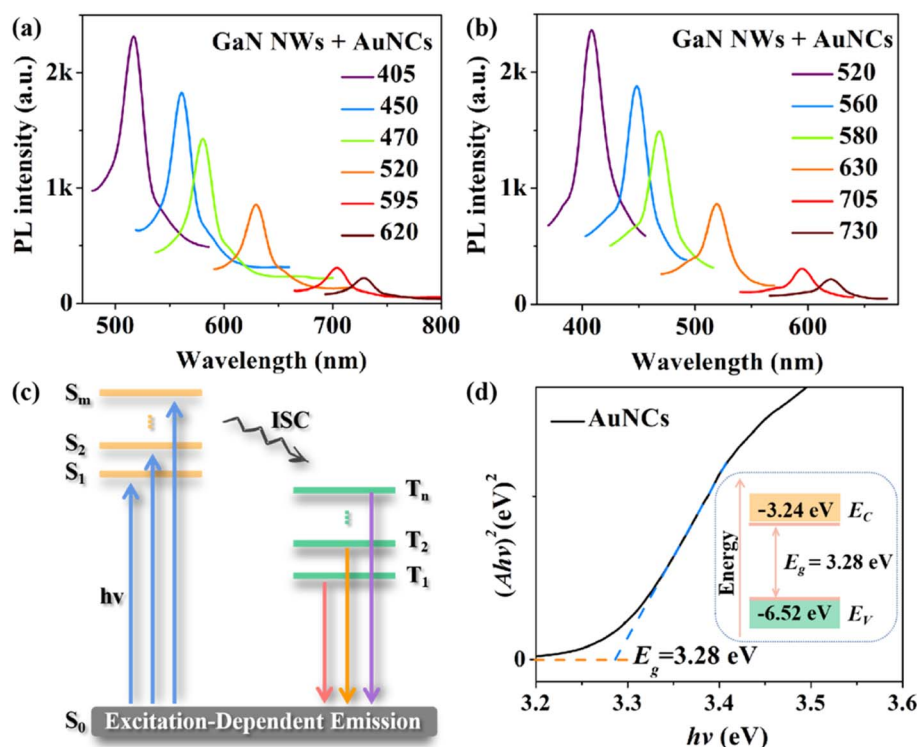 (a)
GaN NWs + AuNCs
405
450
470
520
595
620
2k
1k
0
PL intensity (a.u.)
500
600
700
800
Wavelength (nm)
(b)
GaN NWs + AuNCs
520
560
580
630
705
730
2k
1k
0
PL intensity (a.u.)
400
500
600
Wavelength (nm)
(c)
Sm
S2
S1
hν
S0
ISC
Tn
T2
T1
Excitation-Dependent Emission
(d)
AuNCs
(Ahν)²(eV)²
0
Energy
-3.24 eV EC
Eg = 3.28 eV
-6.52 eV EV
Eg=3.28 eV
3.2
3.3
3.4
3.5
3.6
hν (eV)